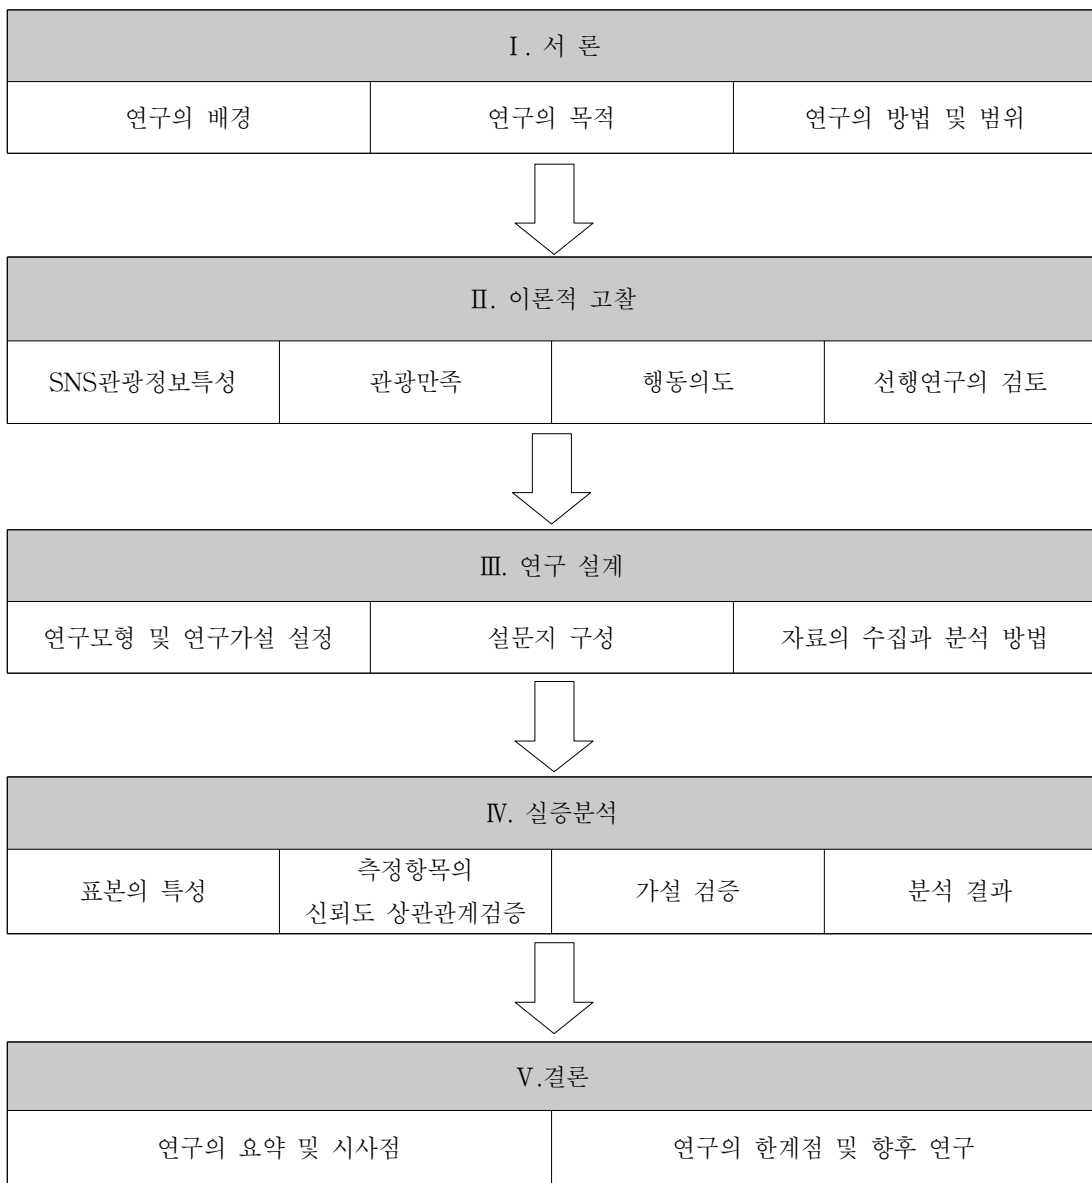 Ⅰ. 서 론
연구의 배경
연구의 목적
연구의 방법 및 범위
Ⅱ. 이론적 고찰
SNS관광정보특성
관광만족
행동의도
선행연구의 검토
Ⅲ. 연구 설계
연구모형 및 연구가설 설정
설문지 구성
자료의 수집과 분석 방법
Ⅳ. 실증분석
표본의 특성
측정항목의
신뢰도 상관관계검증
가설 검증
분석 결과
Ⅴ.결론
연구의 요약 및 시사점
연구의 한계점 및 향후 연구